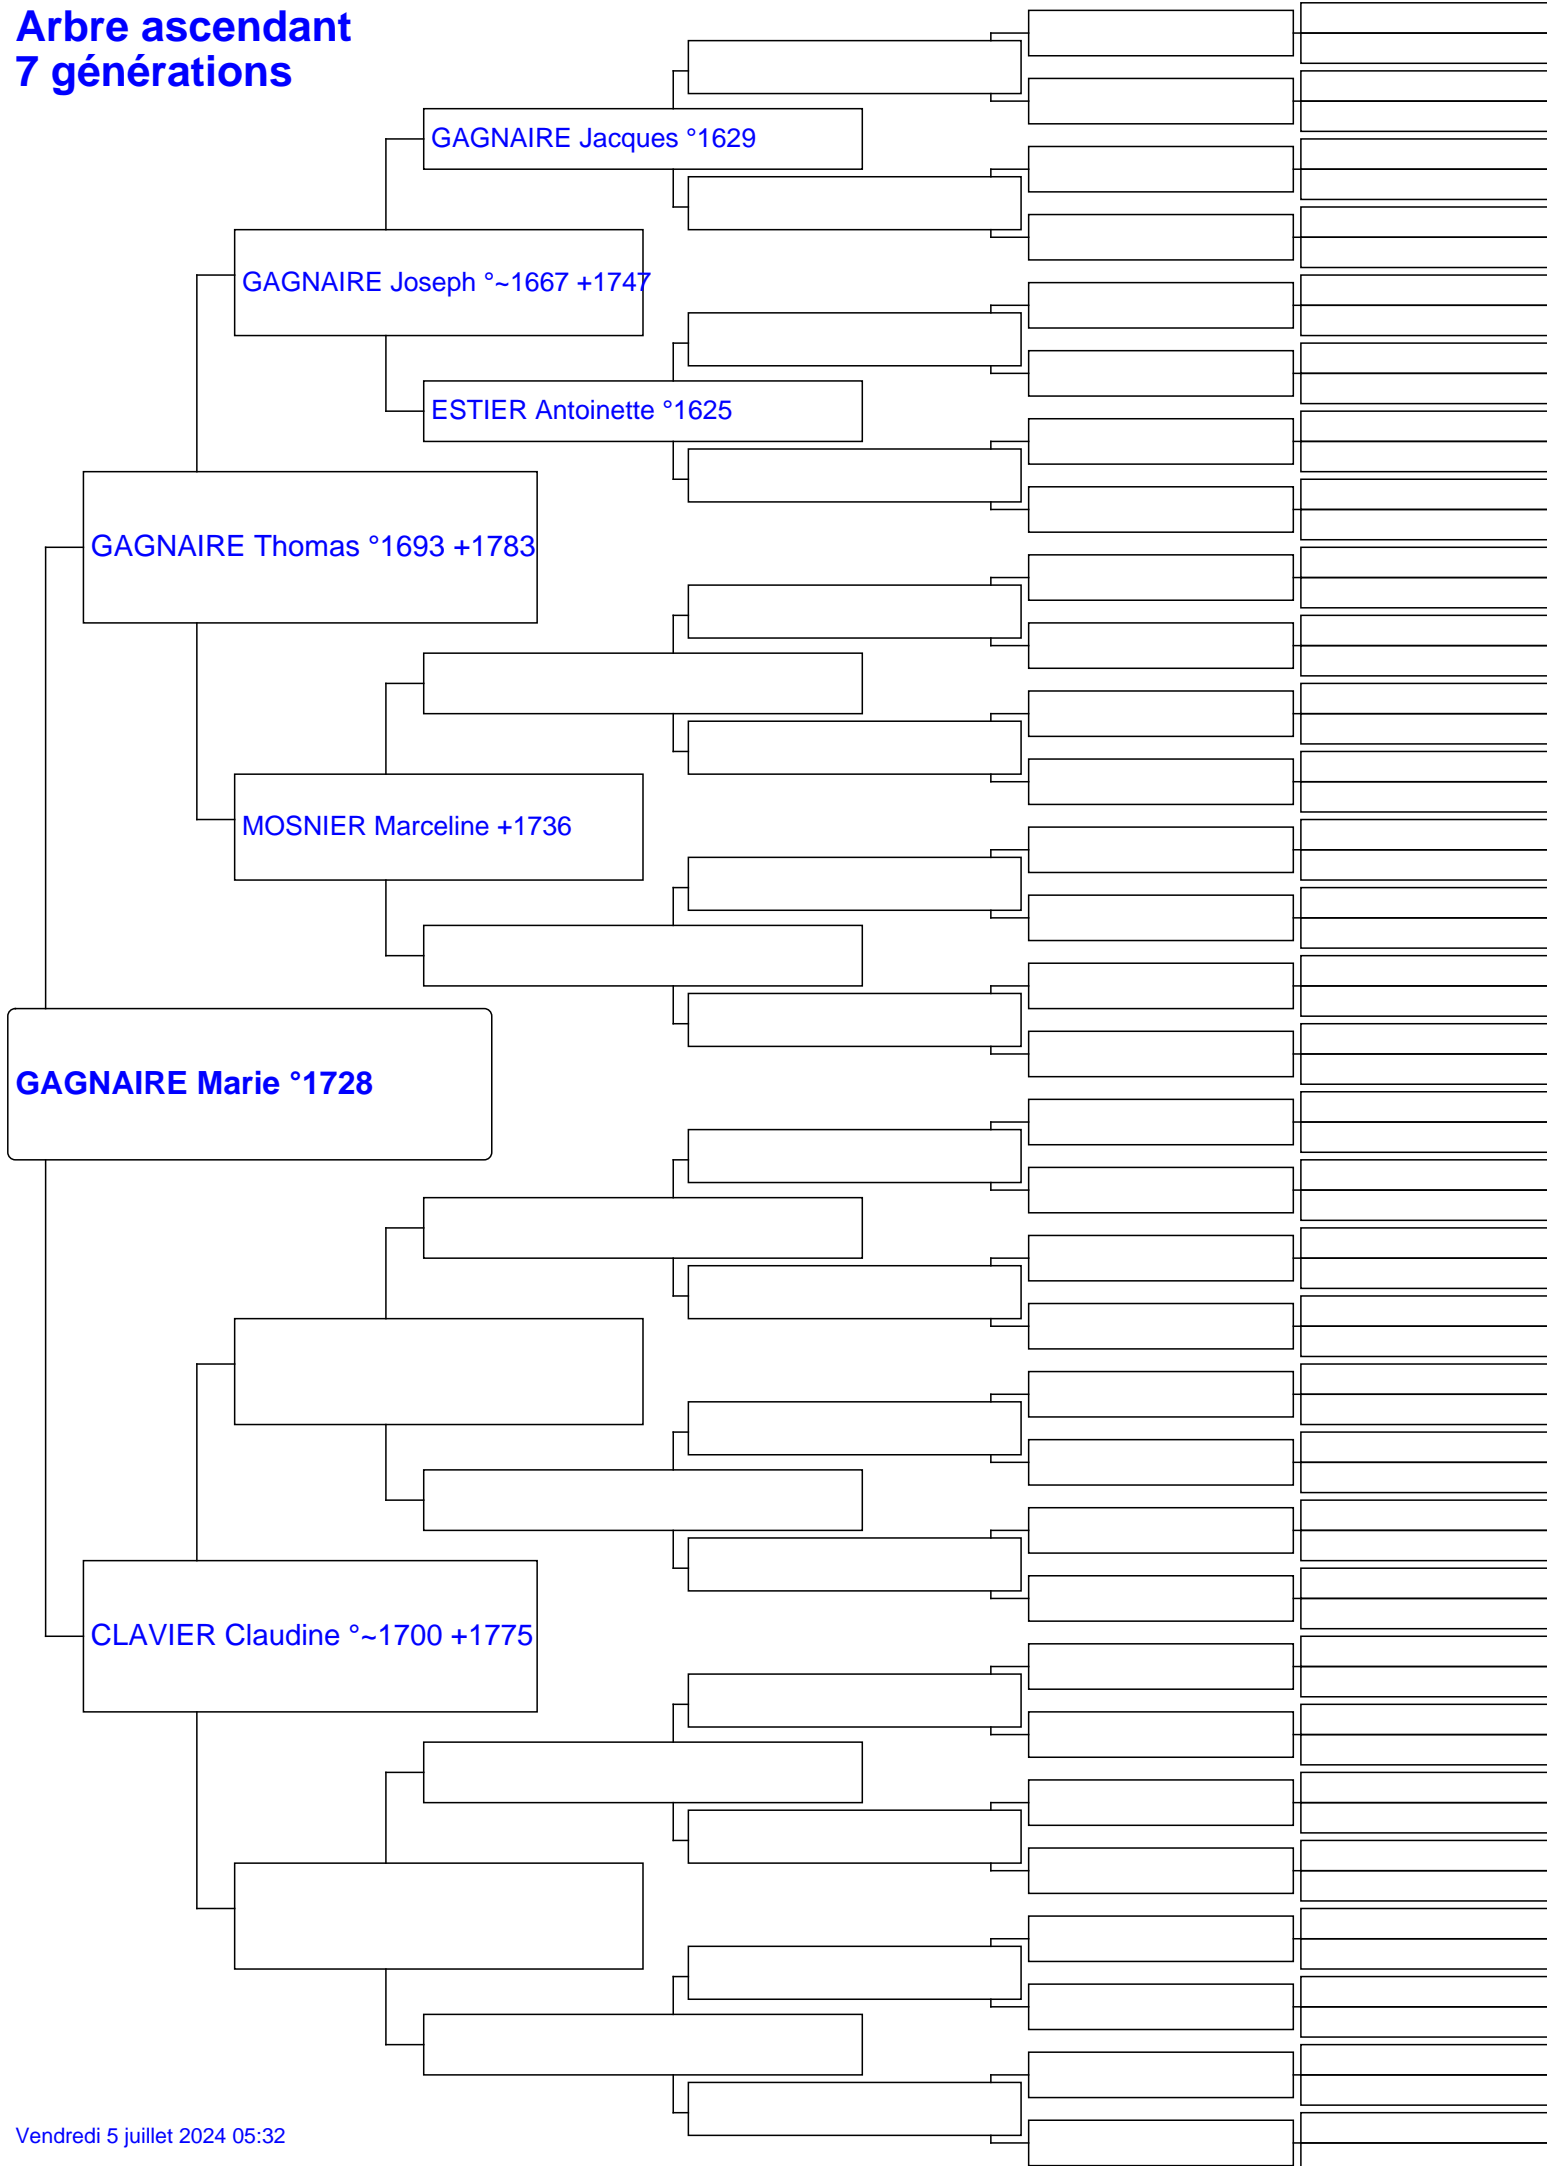 Arbre ascendant
7 générations
GAGNAIRE Jacques °1629
GAGNAIRE Joseph °~1667 +1747
ESTIER Antoinette °1625
GAGNAIRE Thomas °1693 +1783
MOSNIER Marceline +1736
GAGNAIRE Marie °1728
CLAVIER Claudine °~1700 +1775
Vendredi 5 juillet 2024 05:32